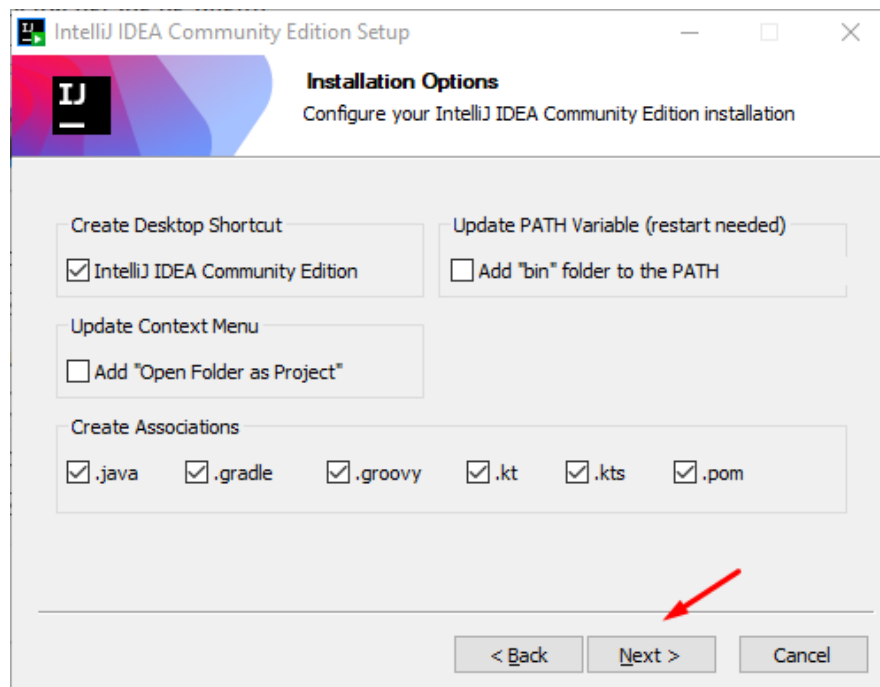 IntelliJ IDEA Community Edition Setup
IJ
Installation Options
Configure your IntelliJ IDEA Community Edition installation
Create Desktop Shortcut
IntelliJ IDEA Community Edition
Update PATH Variable (restart needed)
Add "bin" folder to the PATH
Update Context Menu
Add "Open Folder as Project"
Create Associations
.java .gradle .groovy .kt .kts .pom
< Back Next > Cancel